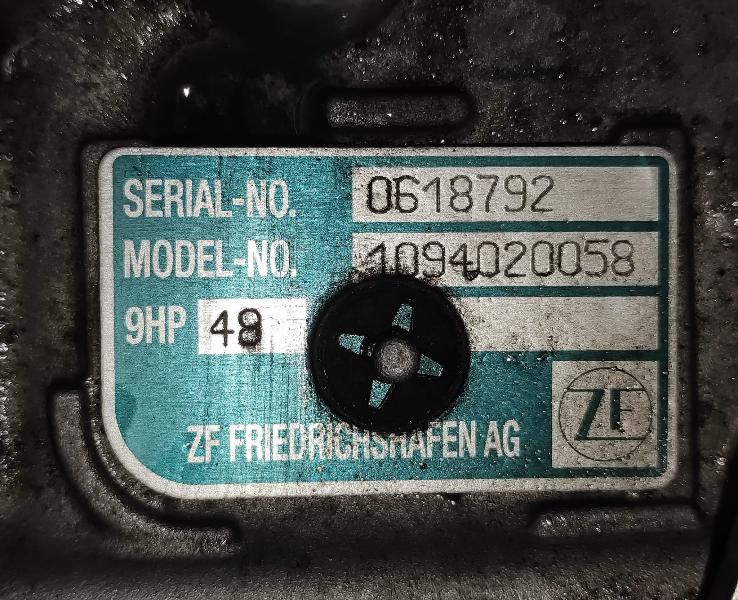 SERIAL-NO. 0618792
MODEL-NO. 1094020058
9HP 48
ZF FRIEDRICHSHAFEN AG
ZF